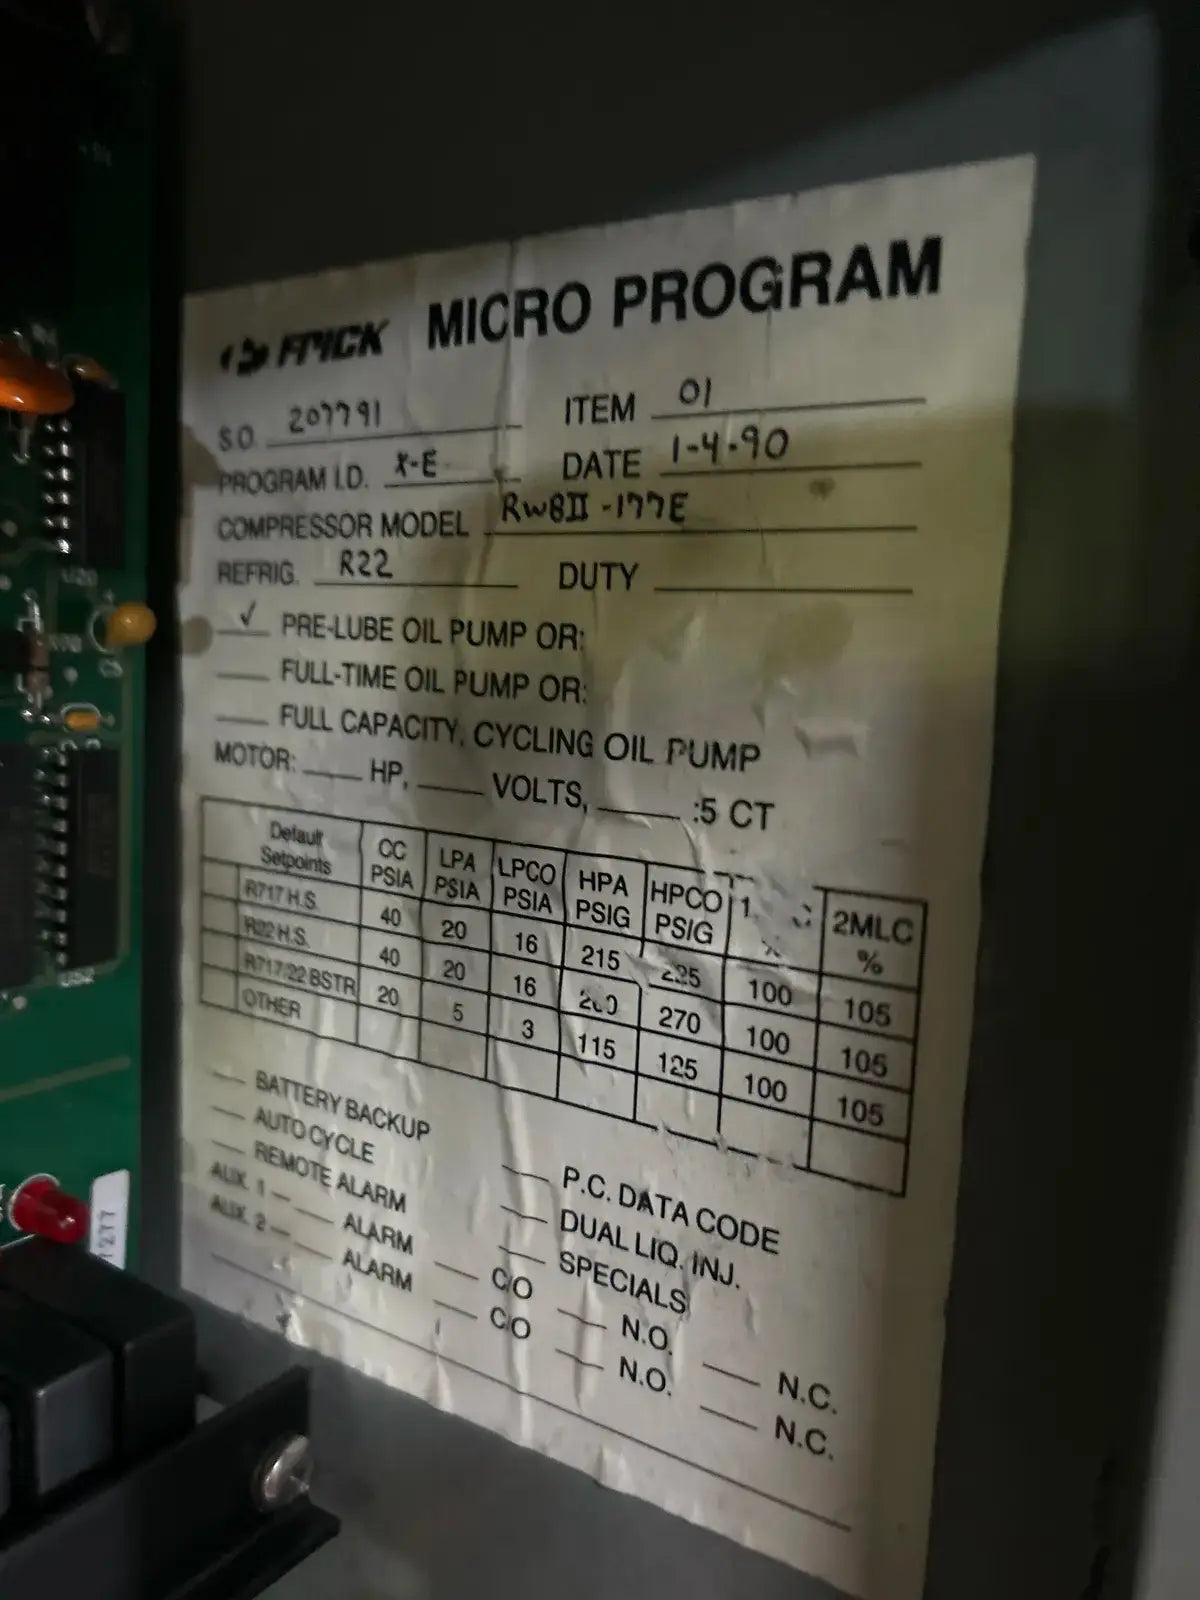 FRICK MICRO PROGRAM
S.O. 207791 ITEM 01
PROGRAM I.D. X-E DATE 1-4-90
COMPRESSOR MODEL RWBII-177E
REFRIG. R22 DUTY
✓ PRE-LUBE OIL PUMP OR:
FULL-TIME OIL PUMP OR:
FULL CAPACITY, CYCLING OIL PUMP
MOTOR: HP, VOLTS, :5 CT
Default Setpoints CC PSIA LPA PSIA LPCO PSIA HPA PSIG HPCO PSIG 1 % 2MLC %
R717 H.S. 40 20 16 215 225 100 105
R22 H.S. 40 20 16 270 100 105
R717/22 BSTR 20 5 3 115 125 100 105
OTHER
BATTERY BACKUP P.C. DATA CODE
AUTO CYCLE DUAL LIQ. INJ.
REMOTE ALARM SPECIALS
AUX. 1 ALARM C/O N.O. N.C.
AUX. 2 ALARM C/O N.O. N.C.
1277